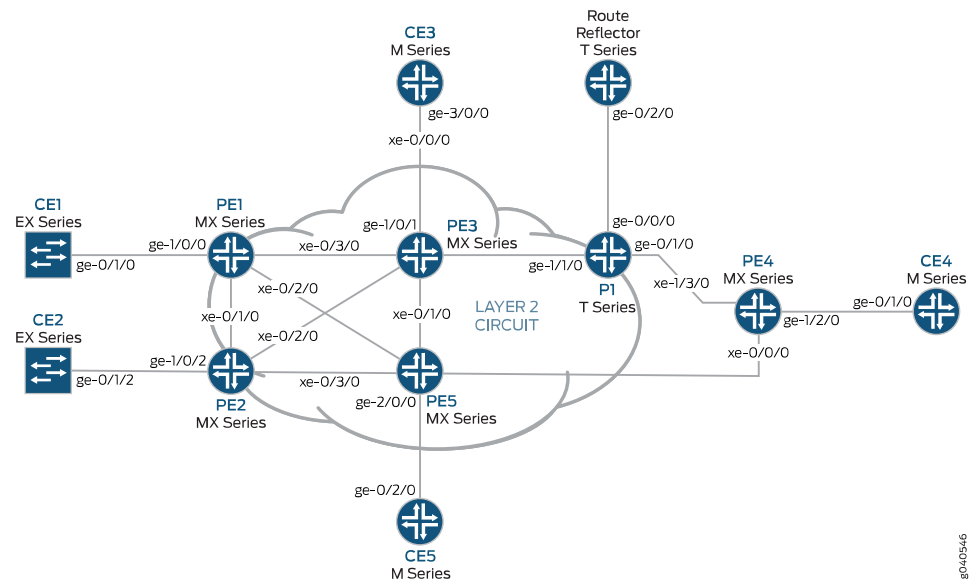 CE3
M Series
Route
Reflector
T Series
ge-3/0/0
ge-0/2/0
xe-0/0/0
CE1
EX Series
PE1
MX Series
ge-1/0/1
PE3
MX Series
ge-0/0/0
ge-1/0/0
xe-0/3/0
ge-0/1/0
ge-0/1/0
ge-1/1/0
P1
T Series
xe-1/3/0
PE4
MX Series
CE4
M Series
xe-0/2/0
ge-0/1/0
LAYER 2
CIRCUIT
xe-0/1/0
xe-0/1/0
ge-1/2/0
CE2
EX Series
xe-0/2/0
xe-0/0/0
ge-1/0/2
ge-0/1/2
xe-0/3/0
ge-2/0/0
PE2
MX Series
PE5
MX Series
ge-0/2/0
CE5
M Series
g040546